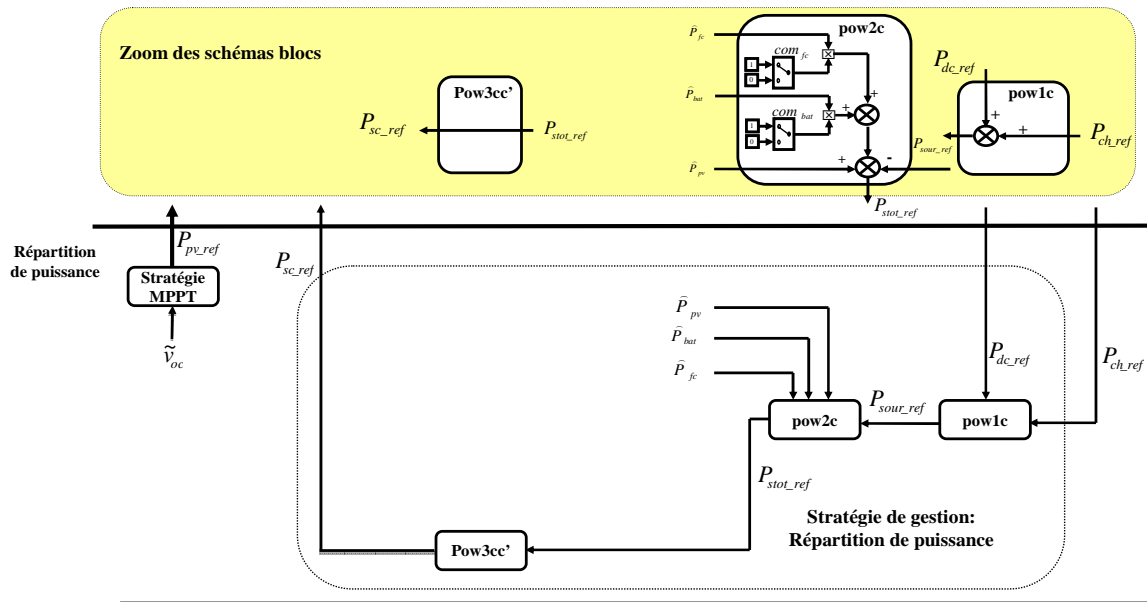 Zoom des schémas blocs
pow2c
P̂_fc
com_fc
1
0
+
P̂_bat
com_bat
1
0
+
P̂_pv
+
-
P_stot_ref
P_dc_ref
pow1c
+
+
P_sour_ref
P_ch_ref
Pow3cc'
P_sc_ref
P_stot_ref
Répartition
de puissance
P_pv_ref
Stratégie
MPPT
ṽ_oc
P_sc_ref
P̂_pv
P̂_bat
P̂_fc
P_dc_ref
P_ch_ref
pow2c
P_sour_ref
pow1c
P_stot_ref
Stratégie de gestion:
Répartition de puissance
Pow3cc'